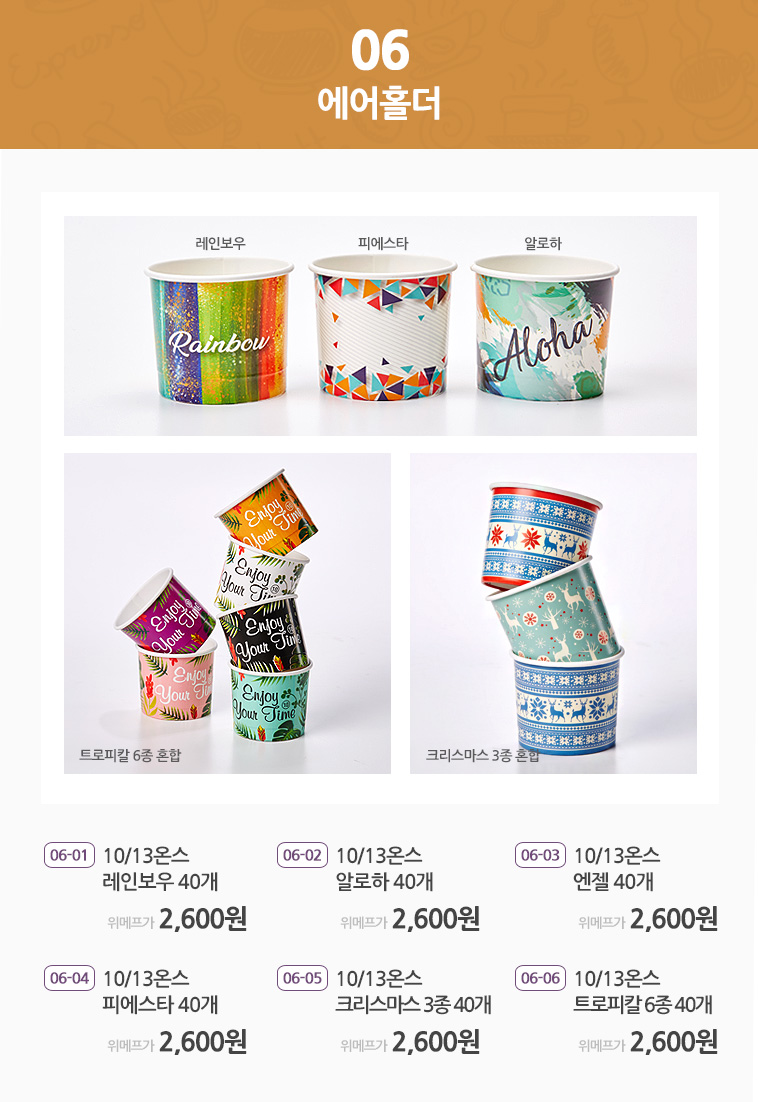 Espresso
06
에어홀더
레인보우 피에스타 알로하
Rainbow
Aloha
Enjoy
Your Time
Enjoy
Your Ti
10
Enjoy
Your Time
Enjoy
Your Time
Enjoy
Your Time
Enjoy
Your Time
10
트로피칼 6종 혼합
크리스마스 3종 혼합
06-01 10/13온스
레인보우 40개
위메프가 2,600원
06-02 10/13온스
알로하 40개
위메프가 2,600원
06-03 10/13온스
엔젤 40개
위메프가 2,600원
06-04 10/13온스
피에스타 40개
위메프가 2,600원
06-05 10/13온스
크리스마스 3종 40개
위메프가 2,600원
06-06 10/13온스
트로피칼 6종 40개
위메프가 2,600원